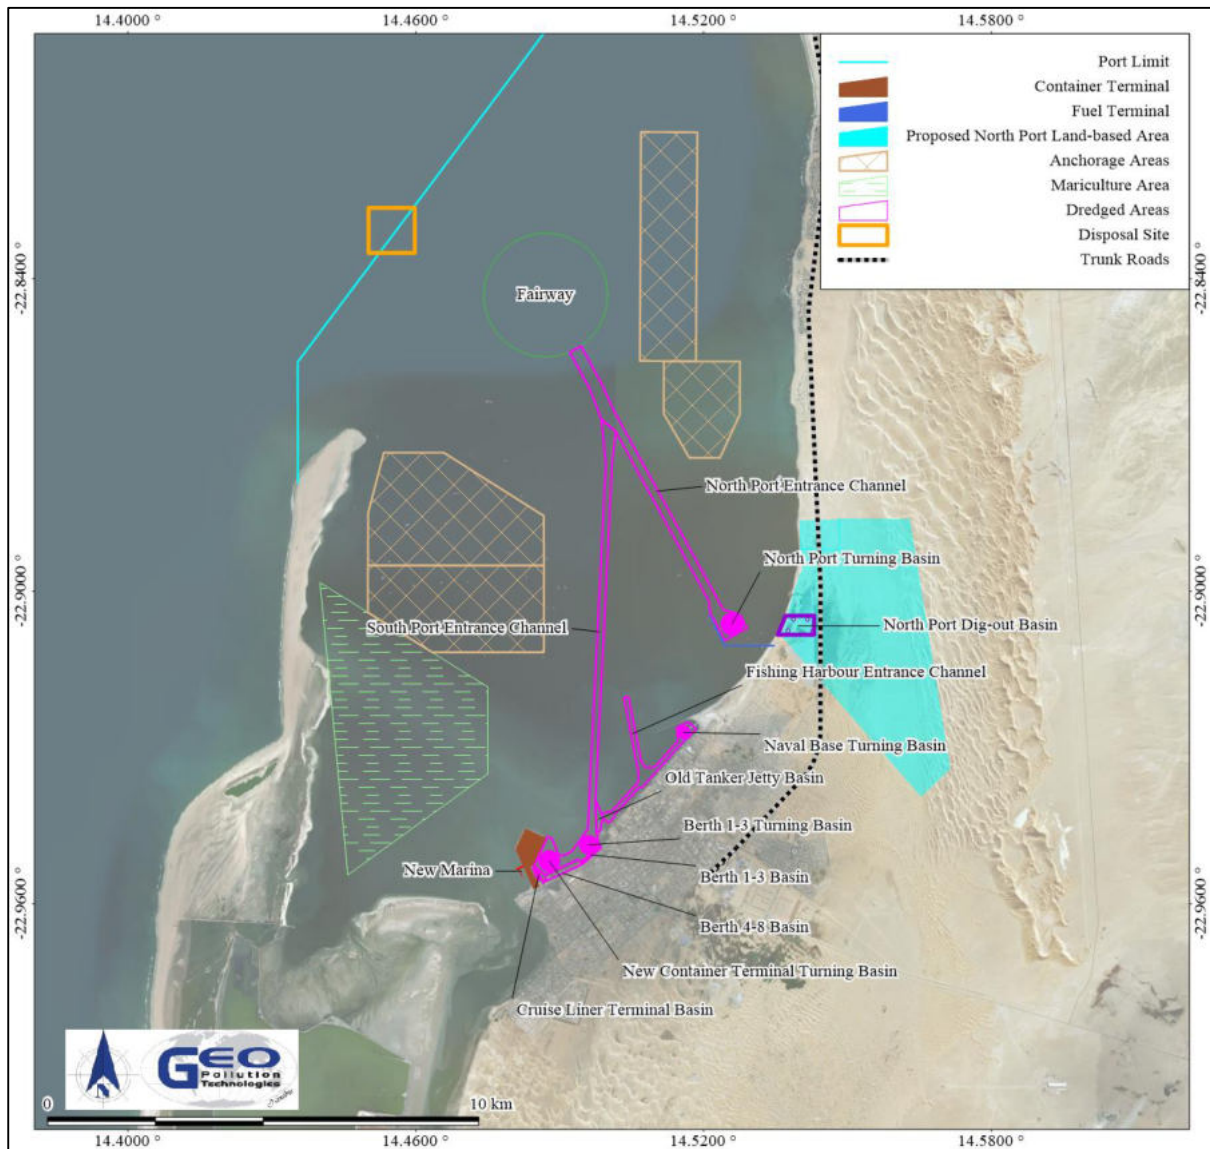 14.4000 °
14.4600 °
14.5200 °
14.5800 °
Port Limit
Container Terminal
Fuel Terminal
Proposed North Port Land-based Area
Anchorage Areas
Mariculture Area
Dredged Areas
Disposal Site
Trunk Roads
-22.8400 °
-22.8400 °
Fairway
North Port Entrance Channel
North Port Turning Basin
-22.9000 °
-22.9000 °
South Port Entrance Channel
North Port Dig-out Basin
Fishing Harbour Entrance Channel
Naval Base Turning Basin
Old Tanker Jetty Basin
Berth 1-3 Turning Basin
New Marina
Berth 1-3 Basin
-22.9600 °
-22.9600 °
Berth 4-8 Basin
New Container Terminal Turning Basin
Cruise Liner Terminal Basin
N
GEO
Pollution
Technologies
0
10 km
14.4000 °
14.4600 °
14.5200 °
14.5800 °